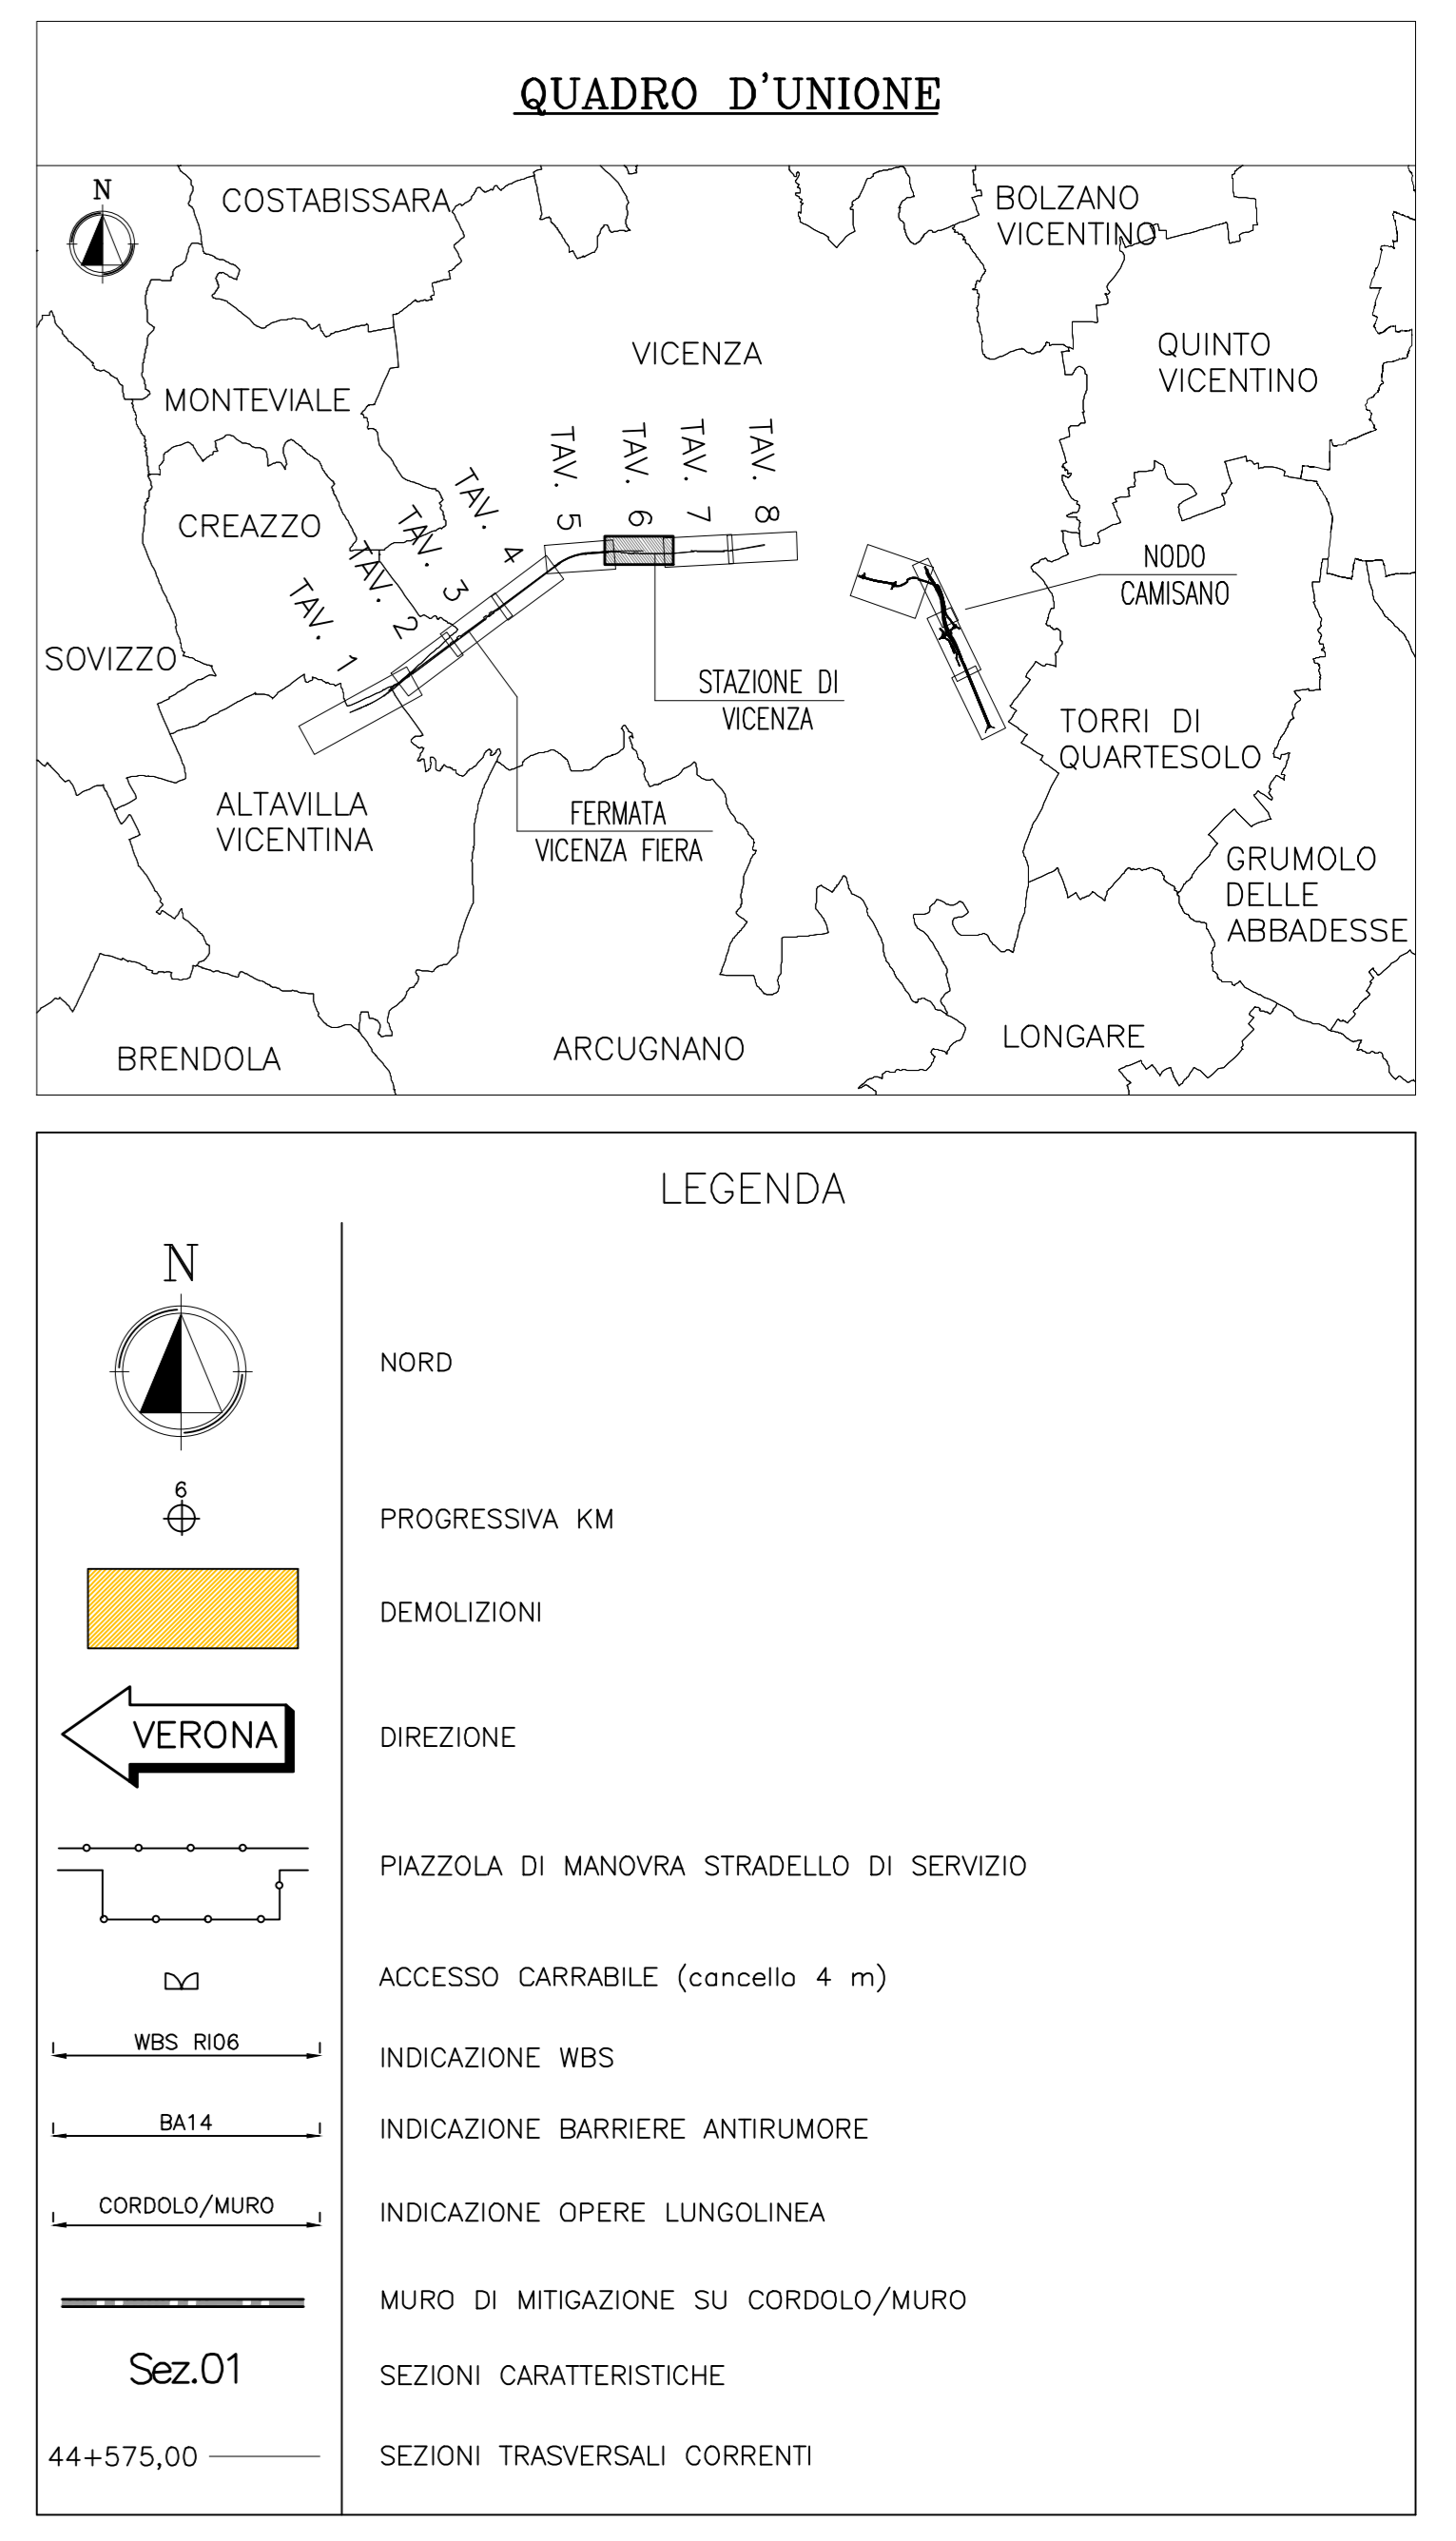 QUADRO D'UNIONE
N
COSTABISSARA
BOLZANO
VICENTINO
VICENZA
QUINTO
VICENTINO
MONTEVIALE
CREAZZO
TAV. 1
TAV. 2
TAV. 3
TAV. 4
TAV. 5
TAV. 6
TAV. 7
TAV. 8
NODO
CAMISANO
SOVIZZO
STAZIONE DI
VICENZA
TORRI DI
QUARTESOLO
ALTAVILLA
VICENTINA
FERMATA
VICENZA FIERA
GRUMOLO
DELLE
ABBADESSE
BRENDOLA
ARCUGNANO
LONGARE
LEGENDA
N
NORD
6
PROGRESSIVA KM
DEMOLIZIONI
VERONA
DIREZIONE
PIAZZOLA DI MANOVRA STRADELLO DI SERVIZIO
ACCESSO CARRABILE (cancello 4 m)
WBS RI06
INDICAZIONE WBS
BA14
INDICAZIONE BARRIERE ANTIRUMORE
CORDOLO/MURO
INDICAZIONE OPERE LUNGOLINEA
MURO DI MITIGAZIONE SU CORDOLO/MURO
Sez.01
SEZIONI CARATTERISTICHE
44+575,00
SEZIONI TRASVERSALI CORRENTI